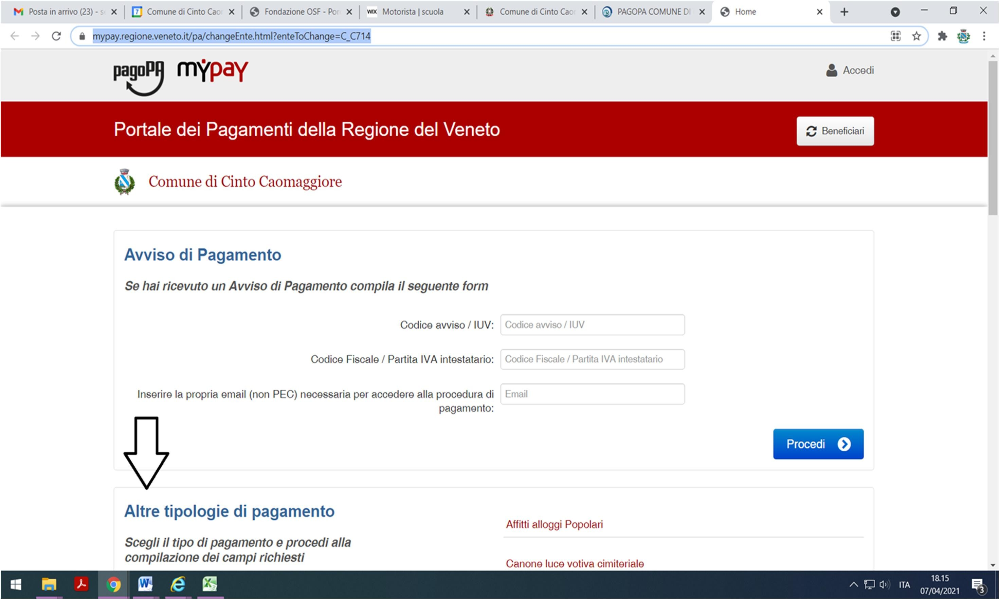 Posta in arrivo (23) - s
Comune di Cinto Caor
Fondazione OSF - Por
WIX Motorista | scuola
Comune di Cinto Caor
PAGOPA COMUNE DI
Home
mypay.regione.veneto.it/pa/changeEnte.html?enteToChange=C_C714
pagoPA mypay
Accedi
Portale dei Pagamenti della Regione del Veneto
Beneficiari
Comune di Cinto Caomaggiore
Avviso di Pagamento
Se hai ricevuto un Avviso di Pagamento compila il seguente form
Codice avviso / IUV: Codice avviso / IUV
Codice Fiscale / Partita IVA intestatario: Codice Fiscale / Partita IVA intestatario
Inserire la propria email (non PEC) necessaria per accedere alla procedura di Email
pagamento:
Procedi
Altre tipologie di pagamento
Affitti alloggi Popolari
Scegli il tipo di pagamento e procedi alla
compilazione dei campi richiesti
Canone luce votiva cimiteriale
ITA
18.15
07/04/2021
3